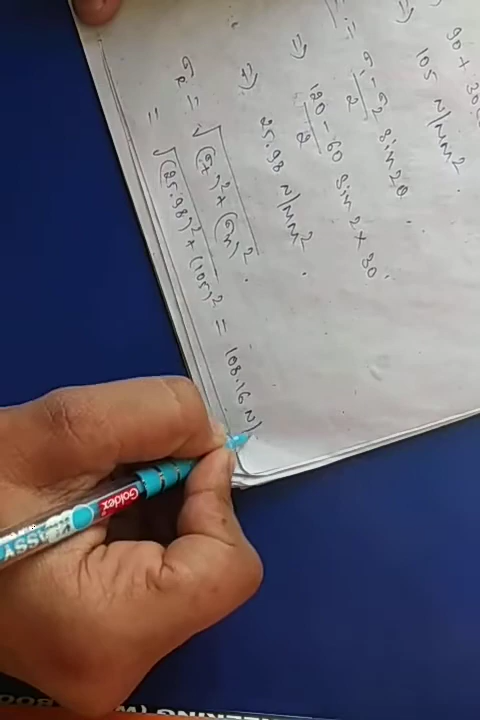 90 + 30
⇒ 105 N/mm².
= σ₁ - σ₂ / 2 sin 2θ.
⇒ 120 - 60 / 2 sin 2 × 30
⇒ 25.98 N/mm².
σR = √(σt)² + (σn)².
= √(25.98)² + (105)² = 108.16 N/
Goldex